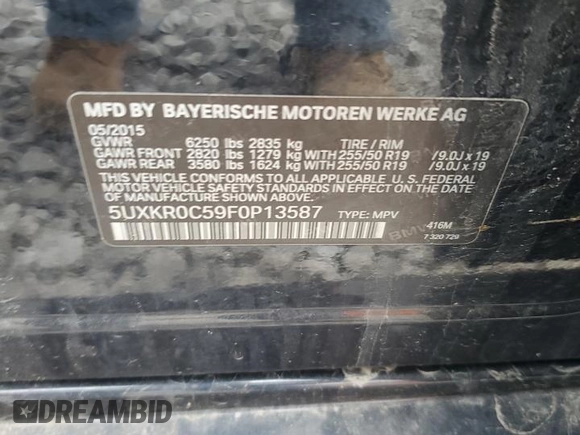 MFD BY BAYERISCHE MOTOREN WERKE AG
05/2015
GVWR 6250 lbs 2835 kg TIRE / RIM
GAWR FRONT 2820 lbs 1279 kg WITH 255/50 R19 /9.0J x 19
GAWR REAR 3580 lbs 1624 kg WITH 255/50 R19 /9.0J x 19
THIS VEHICLE CONFORMS TO ALL APPLICABLE U. S. FEDERAL
MOTOR VEHICLE SAFETY STANDARDS IN EFFECT ON THE DATE
OF MANUFACTURE SHOWN ABOVE.
5UXKR0C59F0P13587 TYPE: MPV
416M
7 320 729
DREAMBID